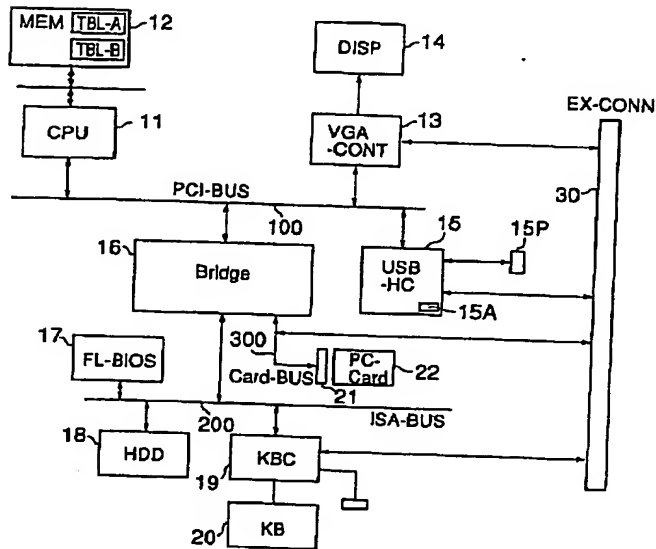 MEM TBL-A 12
TBL-B
DISP 14
CPU 11
VGA
-CONT 13
EX-CONN
30
PCI-BUS
100
16
Bridge
15
USB
-HC
15A
15P
17
FL-BIOS
300
Card-BUS
21
PC-
Card
22
200
ISA-BUS
18
HDD
19
KBC
20
KB